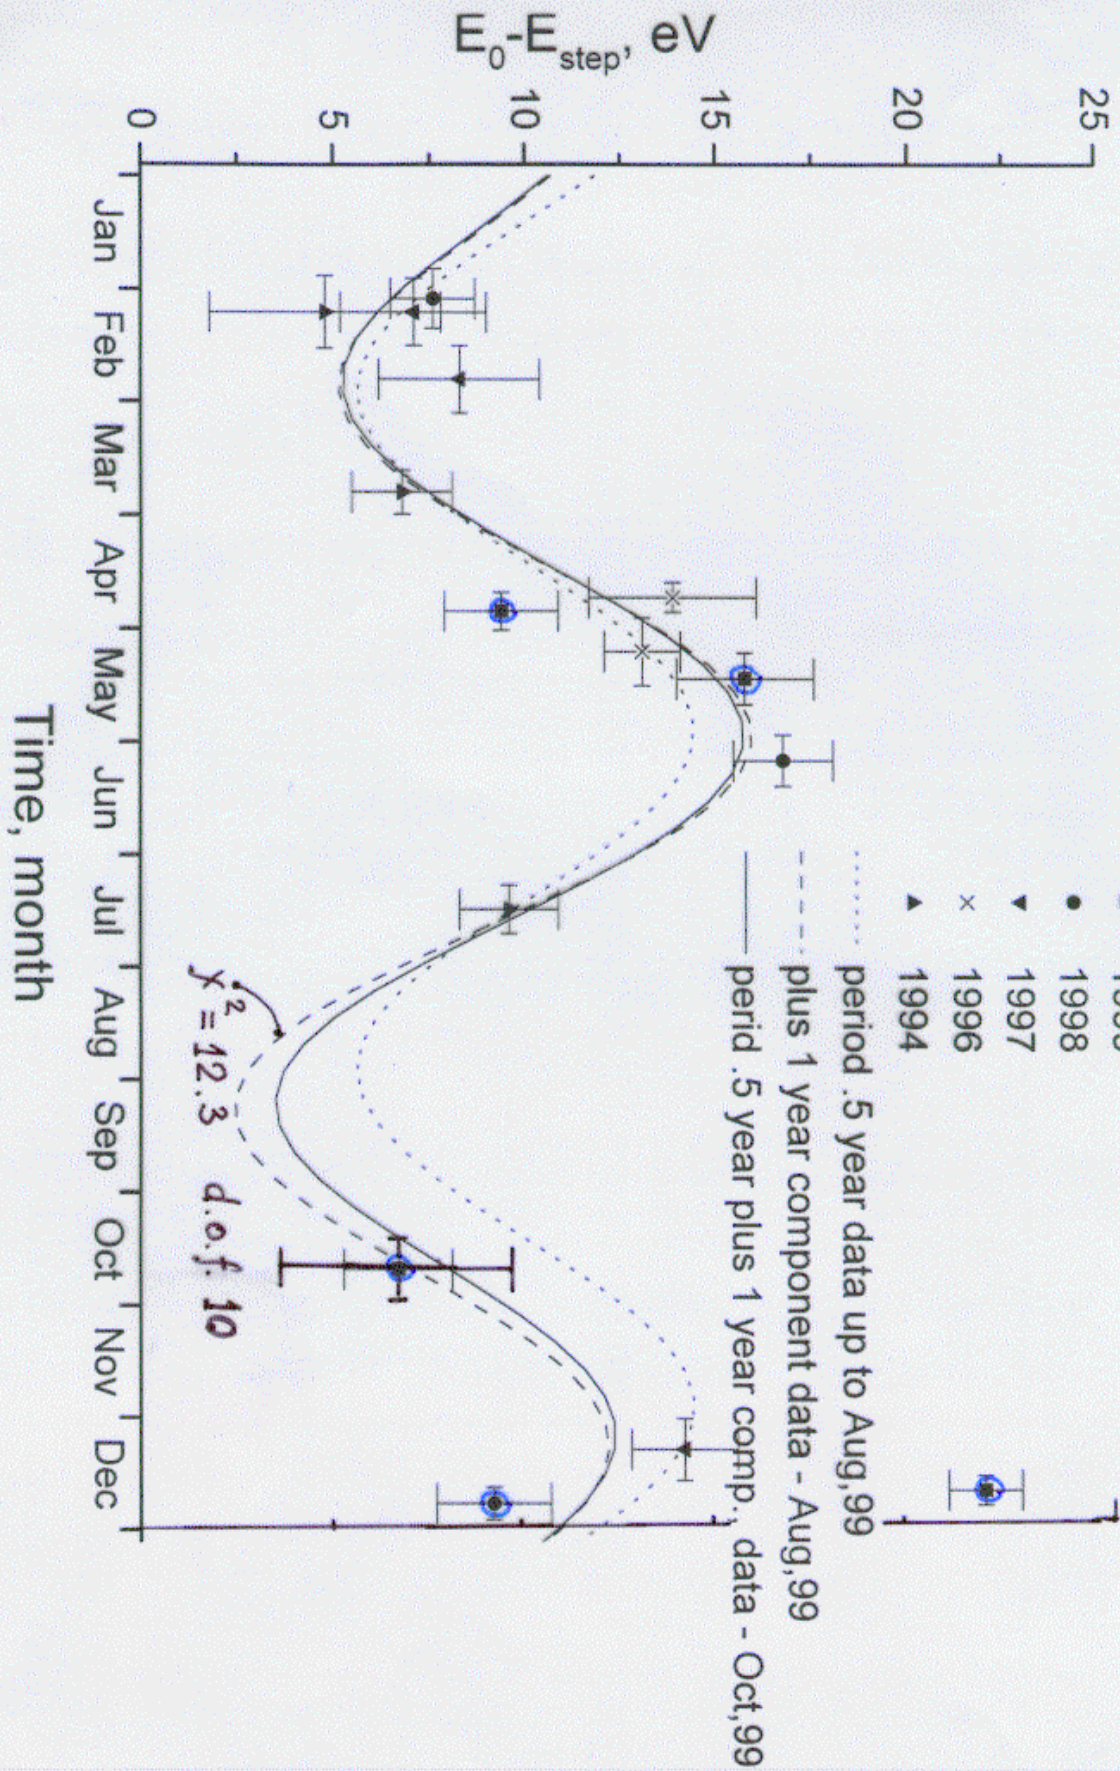 E0-Estep, eV
25
20
15
10
5
0
1998
1997
1996
1994
period .5 year data up to Aug,99
plus 1 year component data - Aug,99
perid .5 year plus 1 year comp. data - Oct,99
χ² = 12.3 d.o.f. 10
Jan Feb Mar Apr May Jun Jul Aug Sep Oct Nov Dec
Time, month